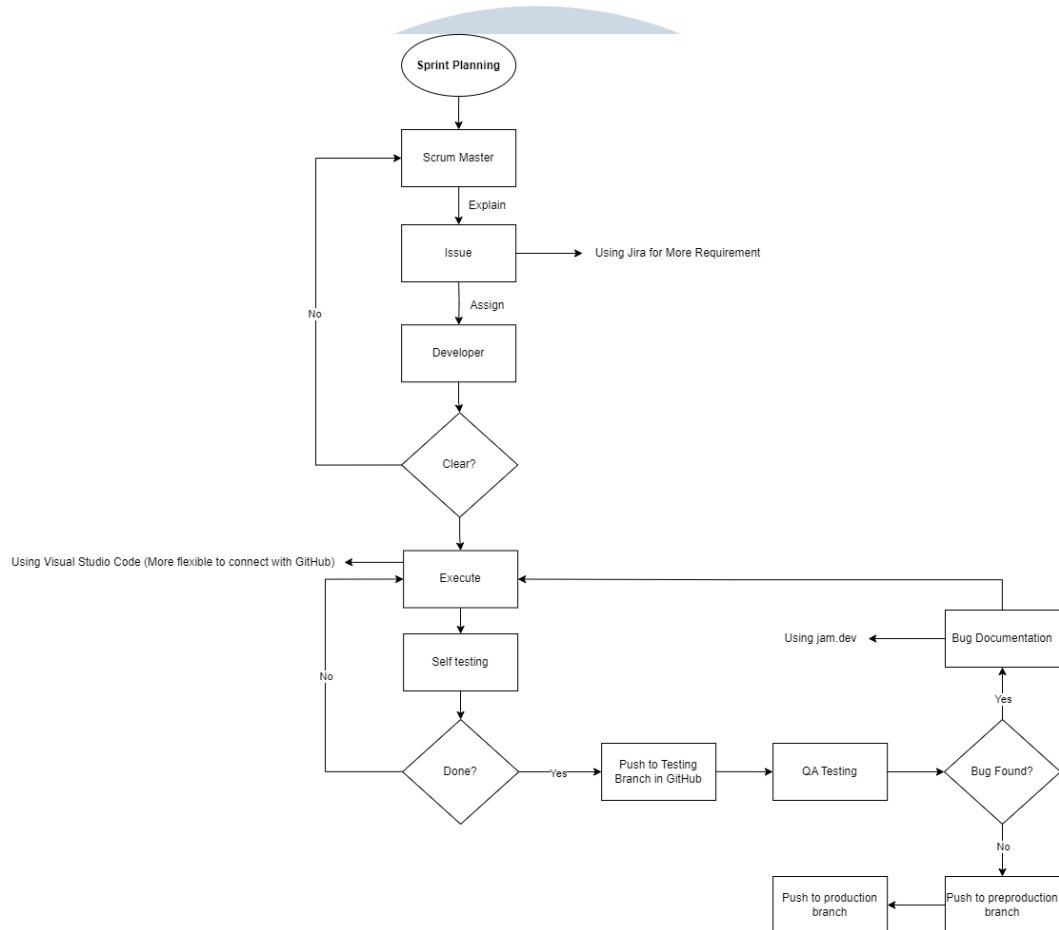 Sprint Planning
Scrum Master
Explain
Issue
Using Jira for More Requirement
Assign
No
Developer
Clear?
Using Visual Studio Code (More flexible to connect with GitHub)
Execute
Using jam.dev
Bug Documentation
Self testing
No
Yes
Done?
Yes
Push to Testing
Branch in GitHub
QA Testing
Bug Found?
No
Push to production
branch
Push to preproduction
branch